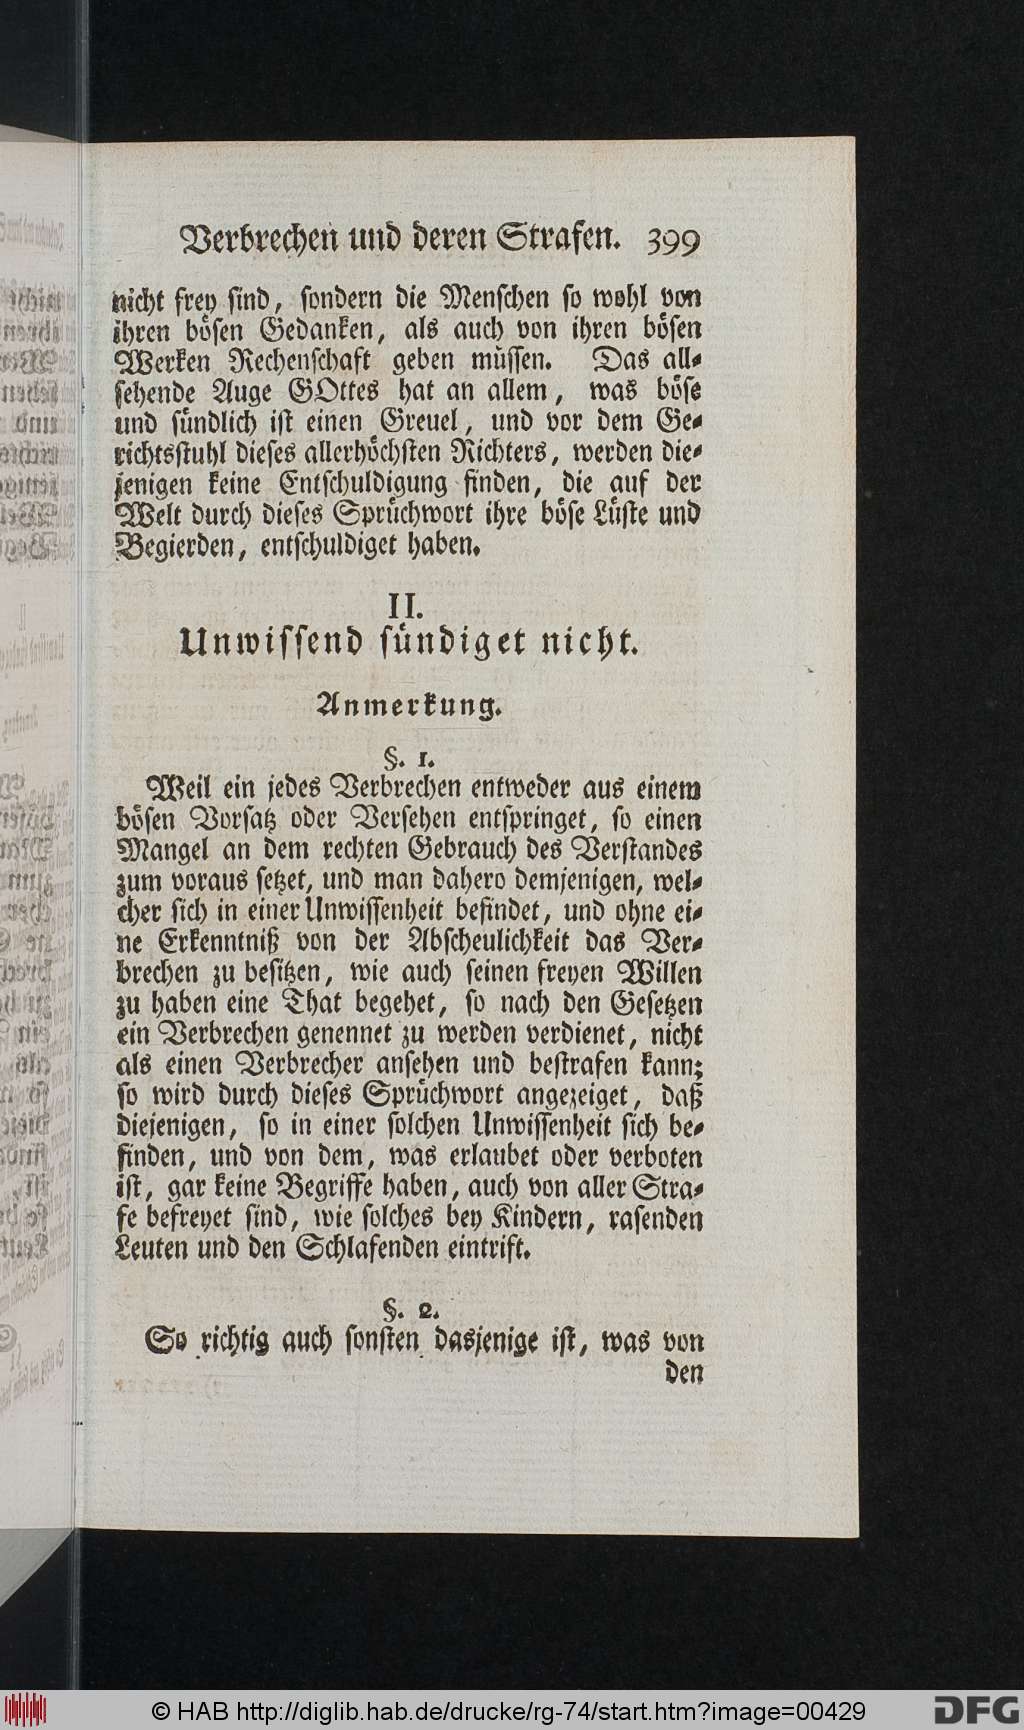 Verbrechen und deren Strafen. 399
nicht frey sind, sondern die Menschen so wohl von
ihren bösen Gedanken, als auch von ihren bösen
Werken Rechenschaft geben müssen. Das all-
sehende Auge GOttes hat an allem, was böse
und sündlich ist einen Greuel, und vor dem Ge-
richtsstuhl dieses allerhöchsten Richters, werden die-
jenigen keine Entschuldigung finden, die auf der
Welt durch dieses Sprüchwort ihre böse Lüste und
Begierden, entschuldiget haben.
II.
Unwissend sündiget nicht.
Anmerkung.
§. 1.
Weil ein jedes Verbrechen entweder aus einem
bösen Vorsatz oder Versehen entspringet, so einen
Mangel an dem rechten Gebrauch des Verstandes
zum voraus setzet, und man dahero demjenigen, wel-
cher sich in einer Unwissenheit befindet, und ohne ei-
ne Erkenntniß von der Abscheulichkeit das Ver-
brechen zu besitzen, wie auch seinen freyen Willen
zu haben eine That begehet, so nach den Gesetzen
ein Verbrechen genennet zu werden verdienet, nicht
als einen Verbrecher ansehen und bestrafen kann;
so wird durch dieses Sprüchwort angezeiget, daß
diejenigen, so in einer solchen Unwissenheit sich be-
finden, und von dem, was erlaubet oder verboten
ist, gar keine Begriffe haben, auch von aller Stra-
fe befreyet sind, wie solches bey Kindern, rasenden
Leuten und den Schlafenden eintrift.
§. 2.
So richtig auch sonsten dasjenige ist, was von
den
© HAB http://diglib.hab.de/drucke/rg-74/start.htm?image=00429
DFG